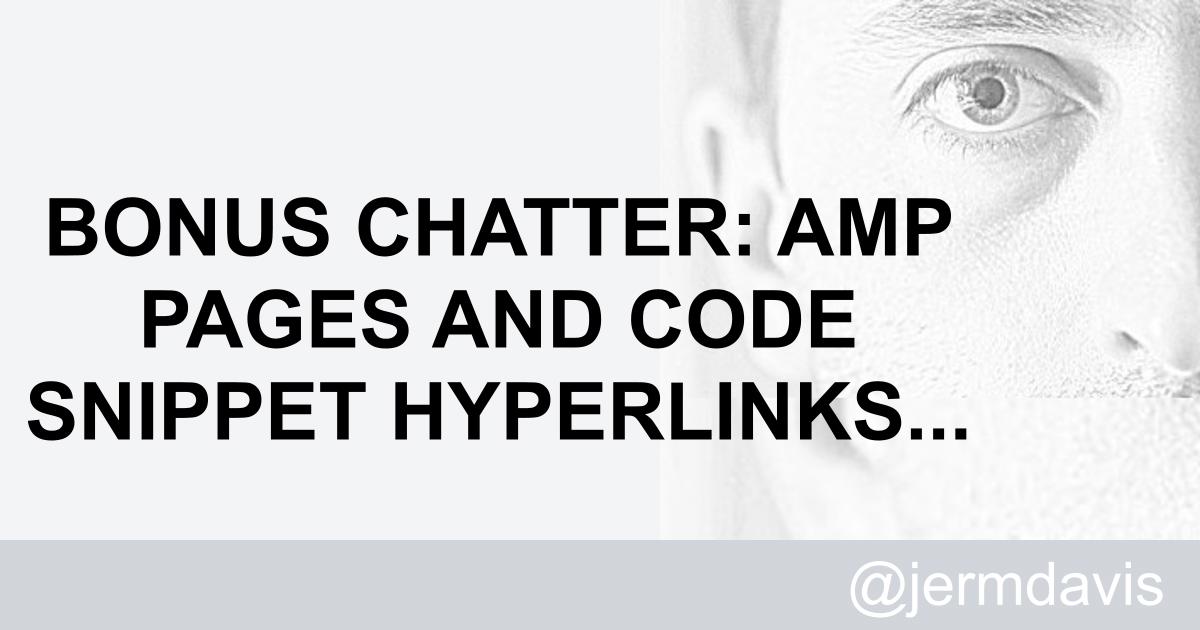 BONUS CHATTER: AMP
PAGES AND CODE
SNIPPET HYPERLINKS...
@jermdavis